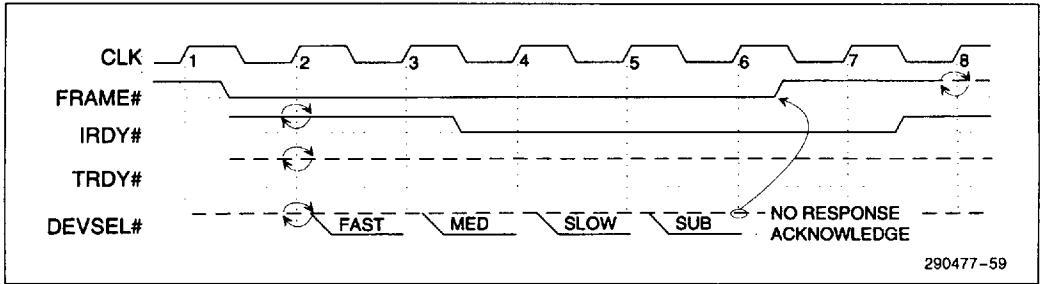 CLK 1 2 3 4 5 6 7 8
FRAME#
IRDY#
TRDY#
DEVSEL# FAST MED SLOW SUB NO RESPONSE
ACKNOWLEDGE
290477-59